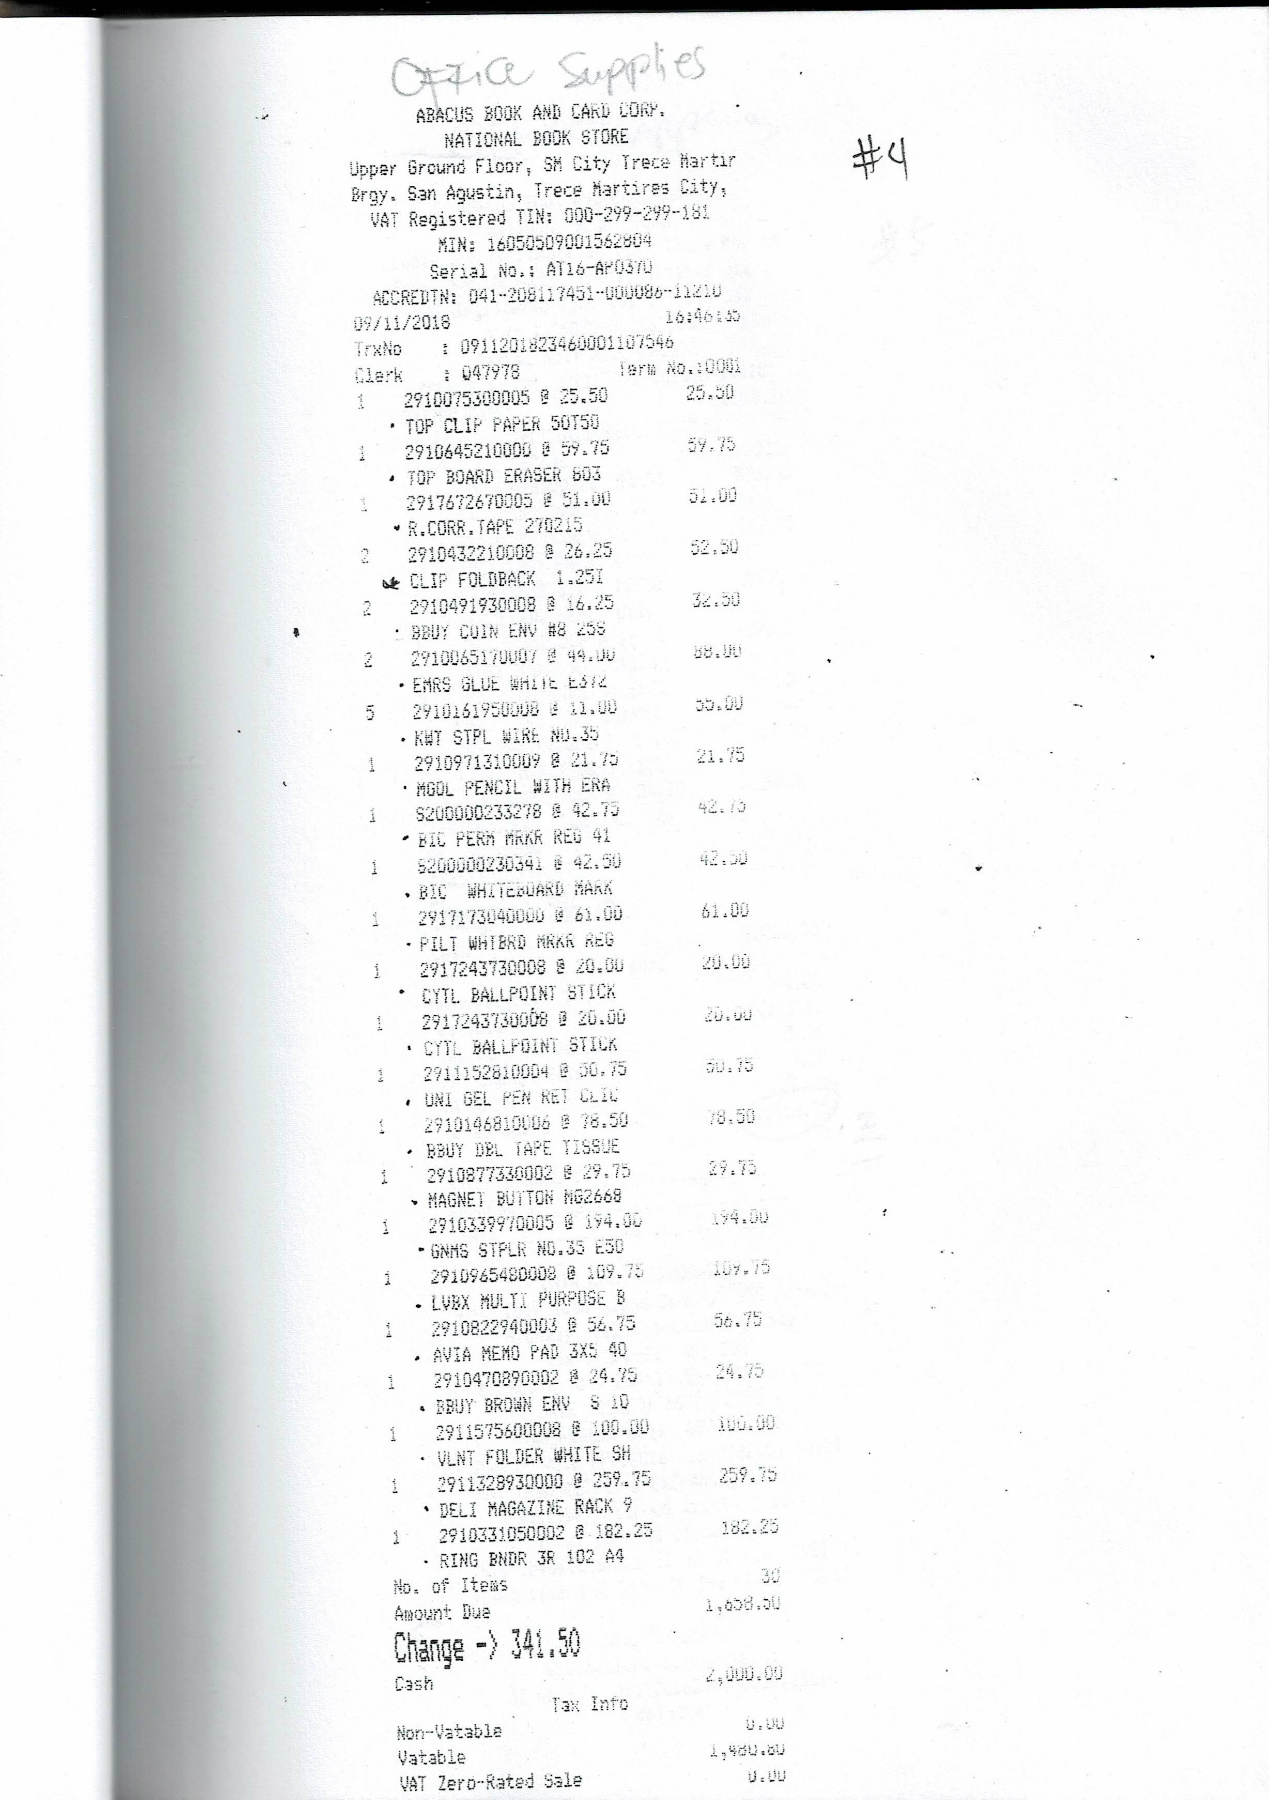 Office Supplies
ABACUS BOOK AND CARD CORP.
NATIONAL BOOK STORE
#4
Upper Ground Floor, SM City Trece Martir
Brgy. San Agustin, Trece Martires City,
VAT Registered TIN: 000-299-299-181
MIN: 16050509001562804
Serial No.: AT16-AP0370
ACCREDTN: 041-208117451-000086-11210
09/11/2018 16:46:35
TrxNo : 0911201823460001107546
Clerk : 047978 Term No.:0001
1 2910075300005 @ 25.50 25.50
TOP CLIP PAPER 50T50
1 2910645210000 @ 59.75 59.75
TOP BOARD ERASER 803
1 2917672670005 @ 51.00 51.00
R.CORR.TAPE 270215
2 2910432210008 @ 26.25 52.50
CLIP FOLDBACK 1.25I
2 2910491930008 @ 16.25 32.50
BBUY COIN ENV #8 25S
2 2910065170007 @ 44.00 88.00
EMRS GLUE WHITE E372
5 2910161950008 @ 11.00 55.00
KWT STPL WIRE NO.35
1 2910971310009 @ 21.75 21.75
MGOL PENCIL WITH ERA
1 S200000233278 @ 42.75 42.75
BIC PERM MRKR REG 41
1 S200000230341 @ 42.50 42.50
BIC WHITEBOARD MARK
1 2917173040000 @ 61.00 61.00
PILT WHTBRD MRKR REG
1 2917243730008 @ 20.00 20.00
CYTL BALLPOINT STICK
1 2917243730008 @ 20.00 20.00
CYTL BALLPOINT STICK
1 2911152810004 @ 50.75 50.75
UNI GEL PEN RET CLIC
1 2910146810006 @ 78.50 78.50
BBUY DBL TAPE TISSUE
1 2910877330002 @ 29.75 29.75
MAGNET BUTTON MG2668
1 2910339970005 @ 194.00 194.00
GNMS STPLR NO.35 E50
1 2910965480008 @ 109.75 109.75
LVBX MULTI PURPOSE B
1 2910822940003 @ 56.75 56.75
AVIA MEMO PAD 3X5 40
1 2910470890002 @ 24.75 24.75
BBUY BROWN ENV S 10
1 2911575600008 @ 100.00 100.00
VLNT FOLDER WHITE SH
1 2911328930000 @ 259.75 259.75
DELI MAGAZINE RACK 9
1 2910331050002 @ 182.25 182.25
RING BNDR 3R 102 A4
No. of Items 30
Amount Due 1,658.50
Change -> 341.50
Cash 2,000.00
Tax Info
Non-Vatable 0.00
Vatable 1,480.80
VAT Zero-Rated Sale 0.00